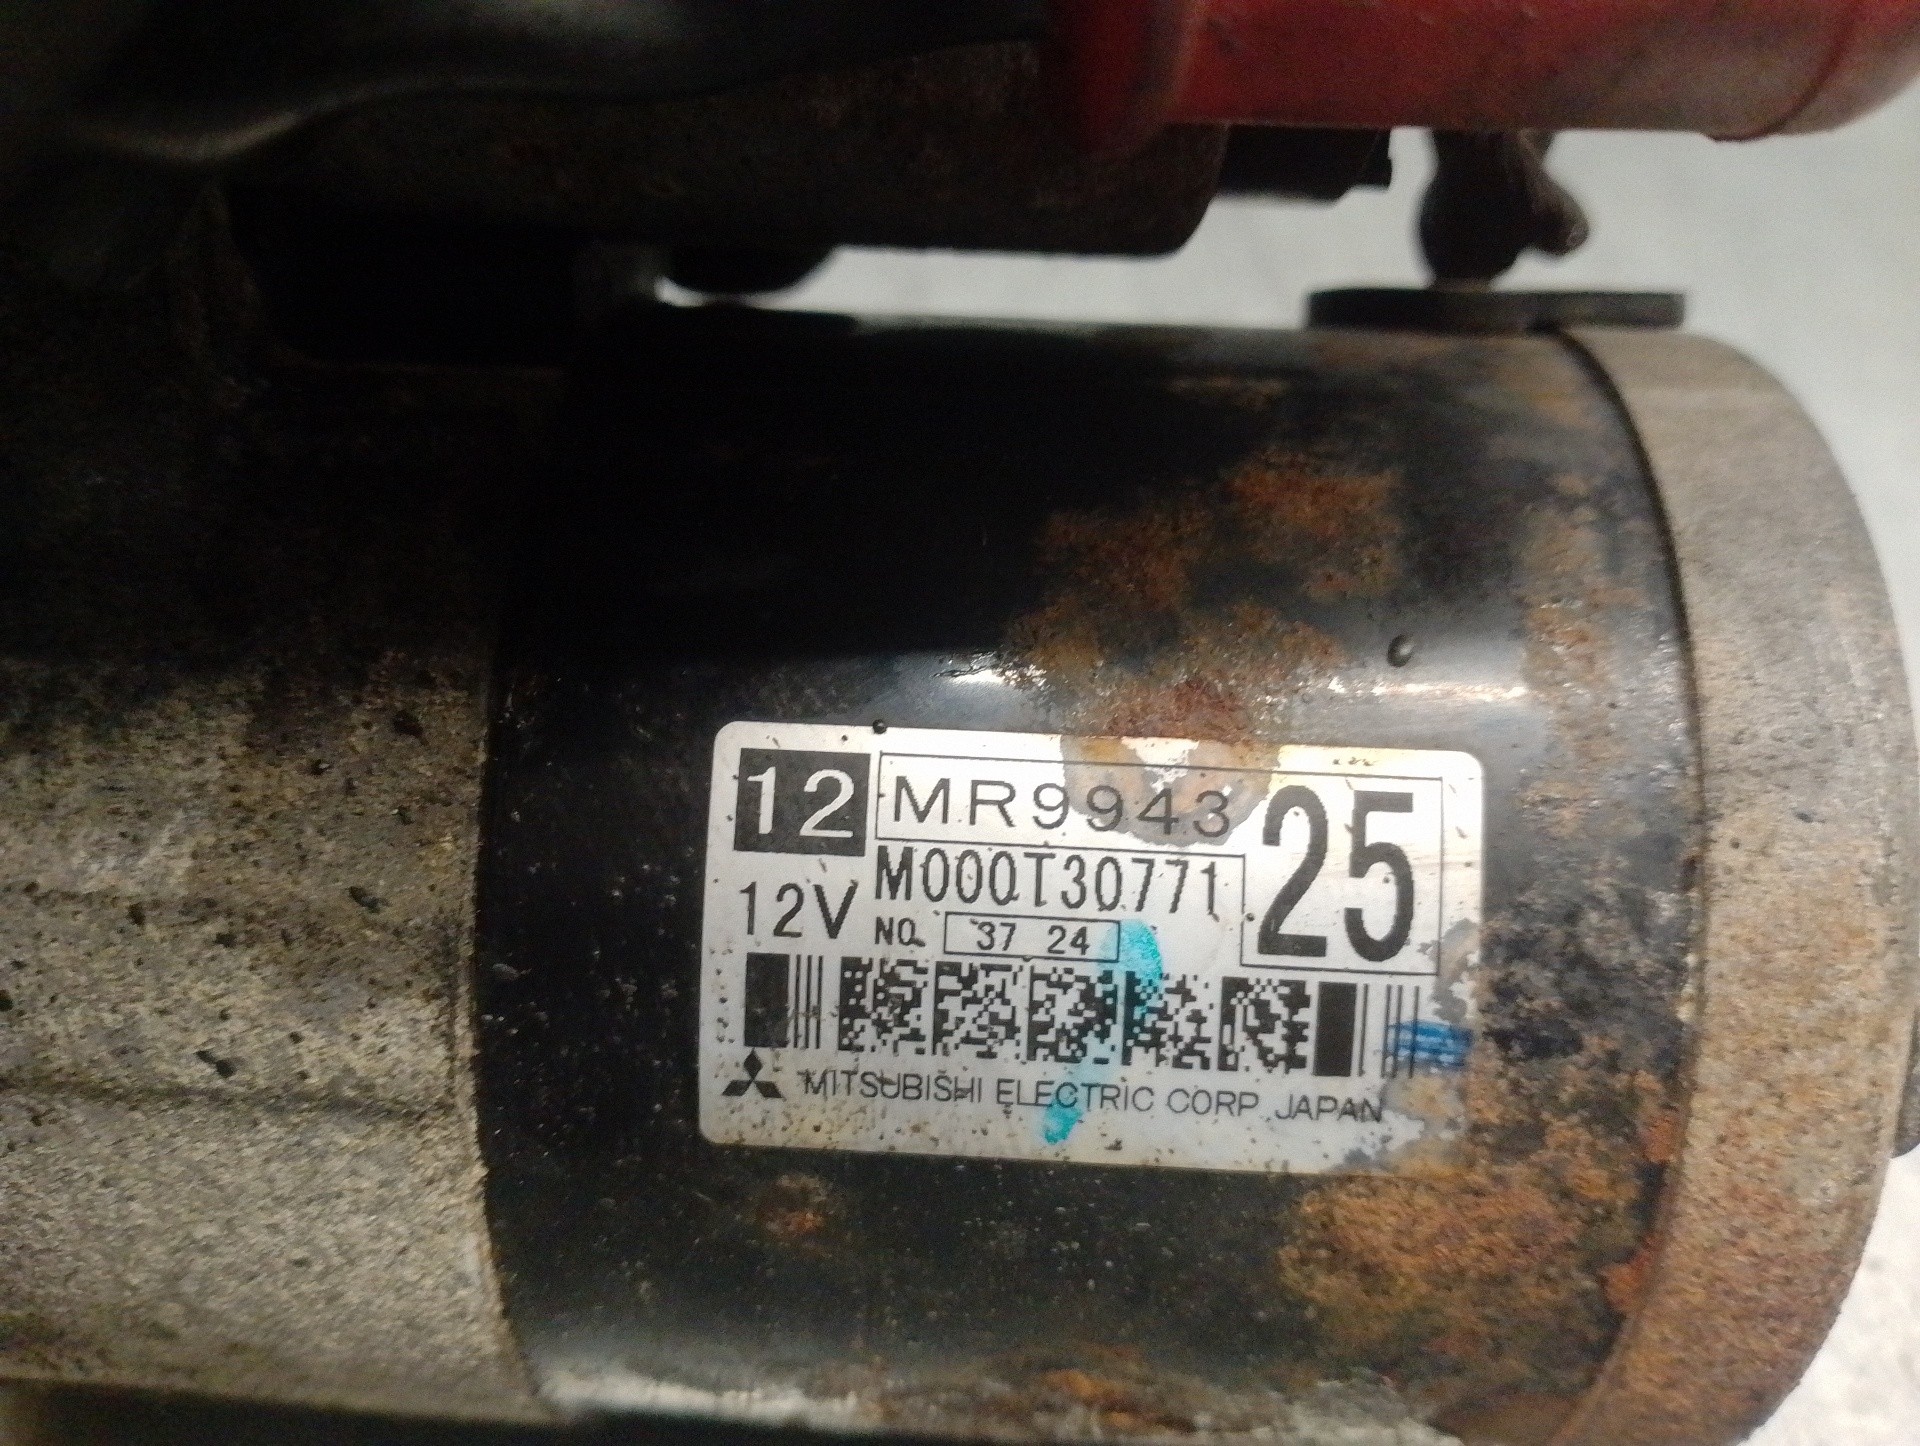 12 MR9943 25
12V M000T30771
NO. 37 24
MITSUBISHI ELECTRIC CORP. JAPAN